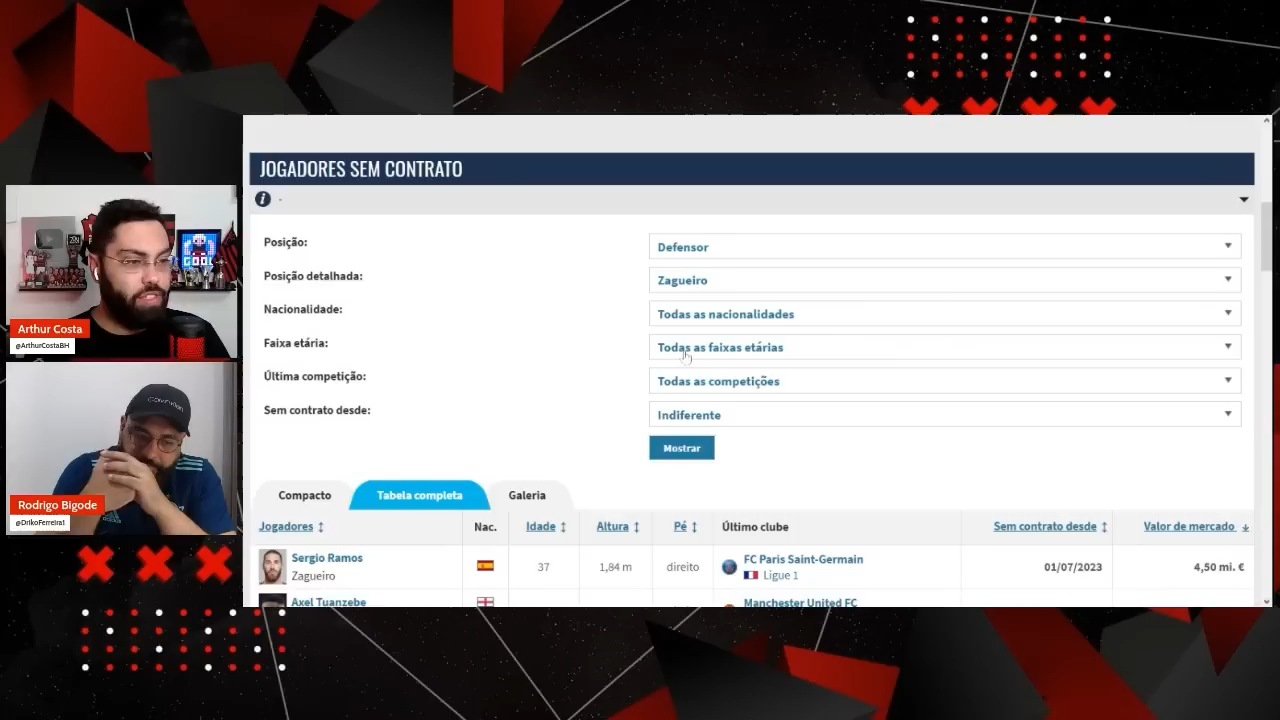 JOGADORES SEM CONTRATO
i -
Posição: Defensor
Posição detalhada: Zagueiro
Nacionalidade: Todas as nacionalidades
Faixa etária: Todas as faixas etárias
Última competição: Todas as competições
Sem contrato desde: Indiferente
Mostrar
Compacto Tabela completa Galeria
Jogadores Nac. Idade Altura Pé Último clube Sem contrato desde Valor de mercado
Sergio Ramos
Zagueiro
37 1,84 m direito
FC Paris Saint-Germain
Ligue 1
01/07/2023 4,50 mi. €
Axel Tuanzebe Manchester United FC
GOOL
Arthur Costa
@ArthurCostaBH
Rodrigo Bigode
@DrikoFerreira1